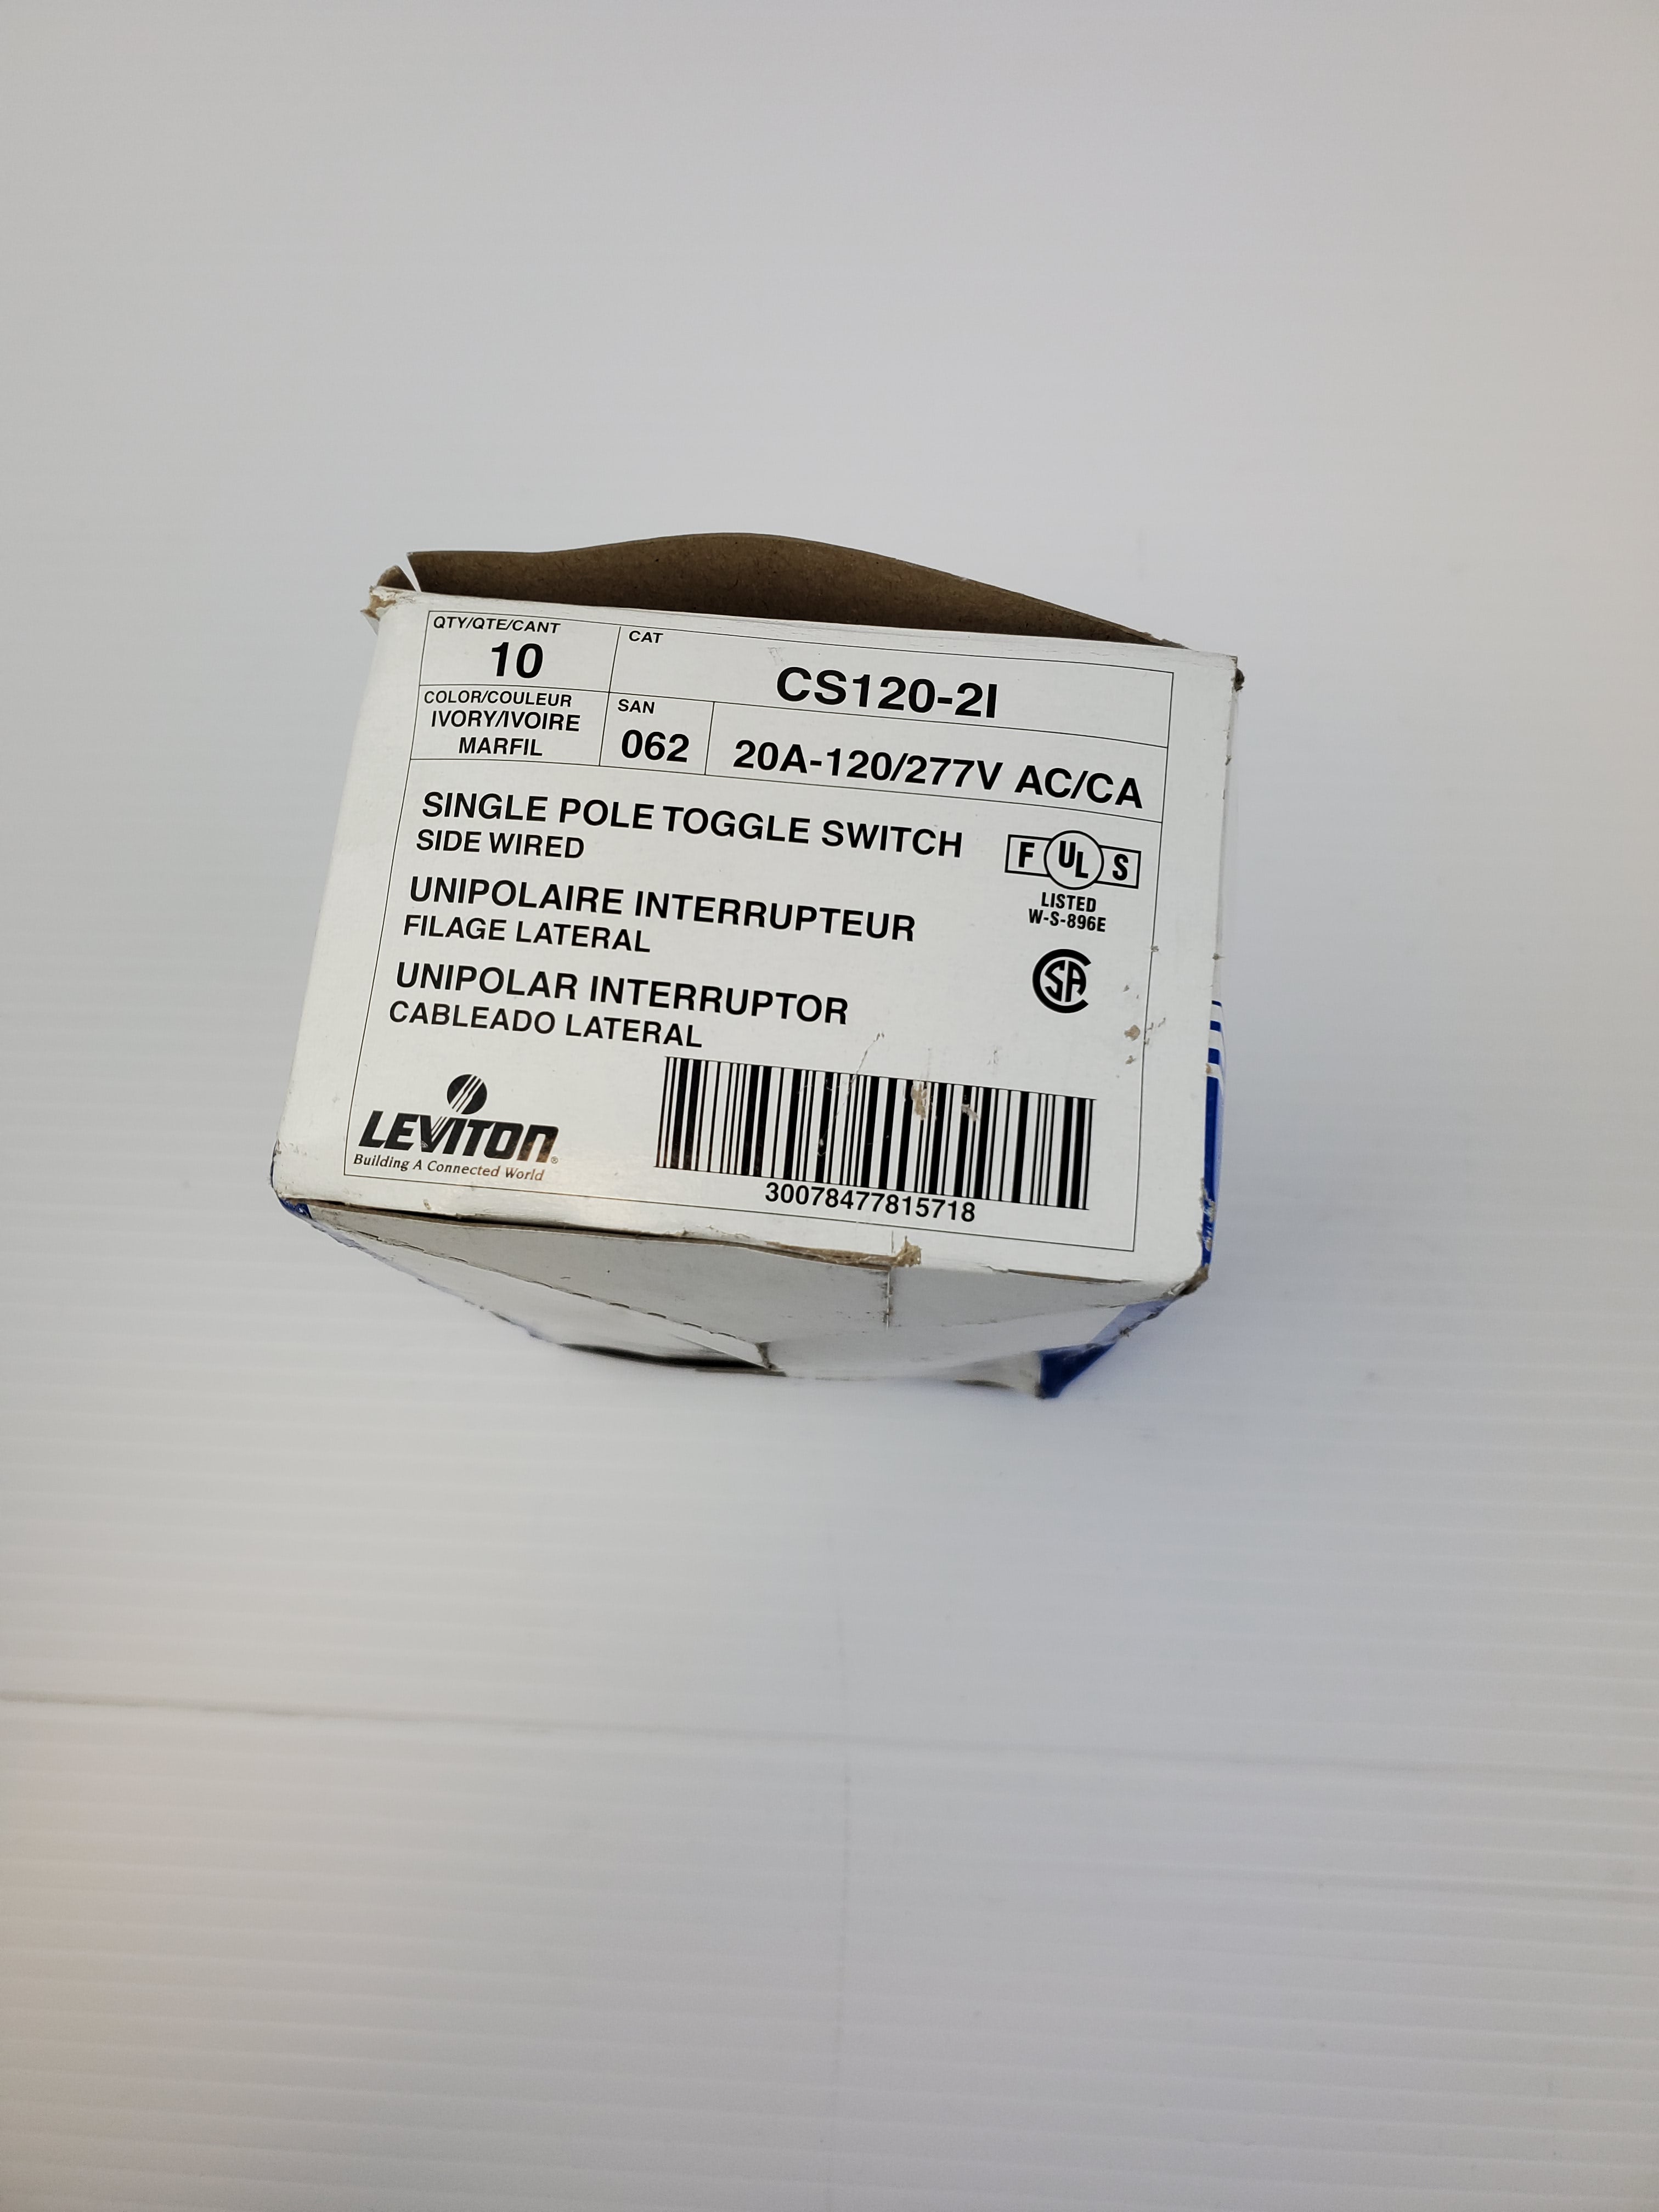 QTY/QTE/CANT
10
CAT
CS120-2I
COLOR/COULEUR
IVORY/IVOIRE
MARFIL
SAN
062
20A-120/277V AC/CA
SINGLE POLE TOGGLE SWITCH
SIDE WIRED
UNIPOLAIRE INTERRUPTEUR
FILAGE LATERAL
UNIPOLAR INTERRUPTOR
CABLEADO LATERAL
F UL S
LISTED
W-S-896E
SA
LEVITON®
Building A Connected World
30078477815718